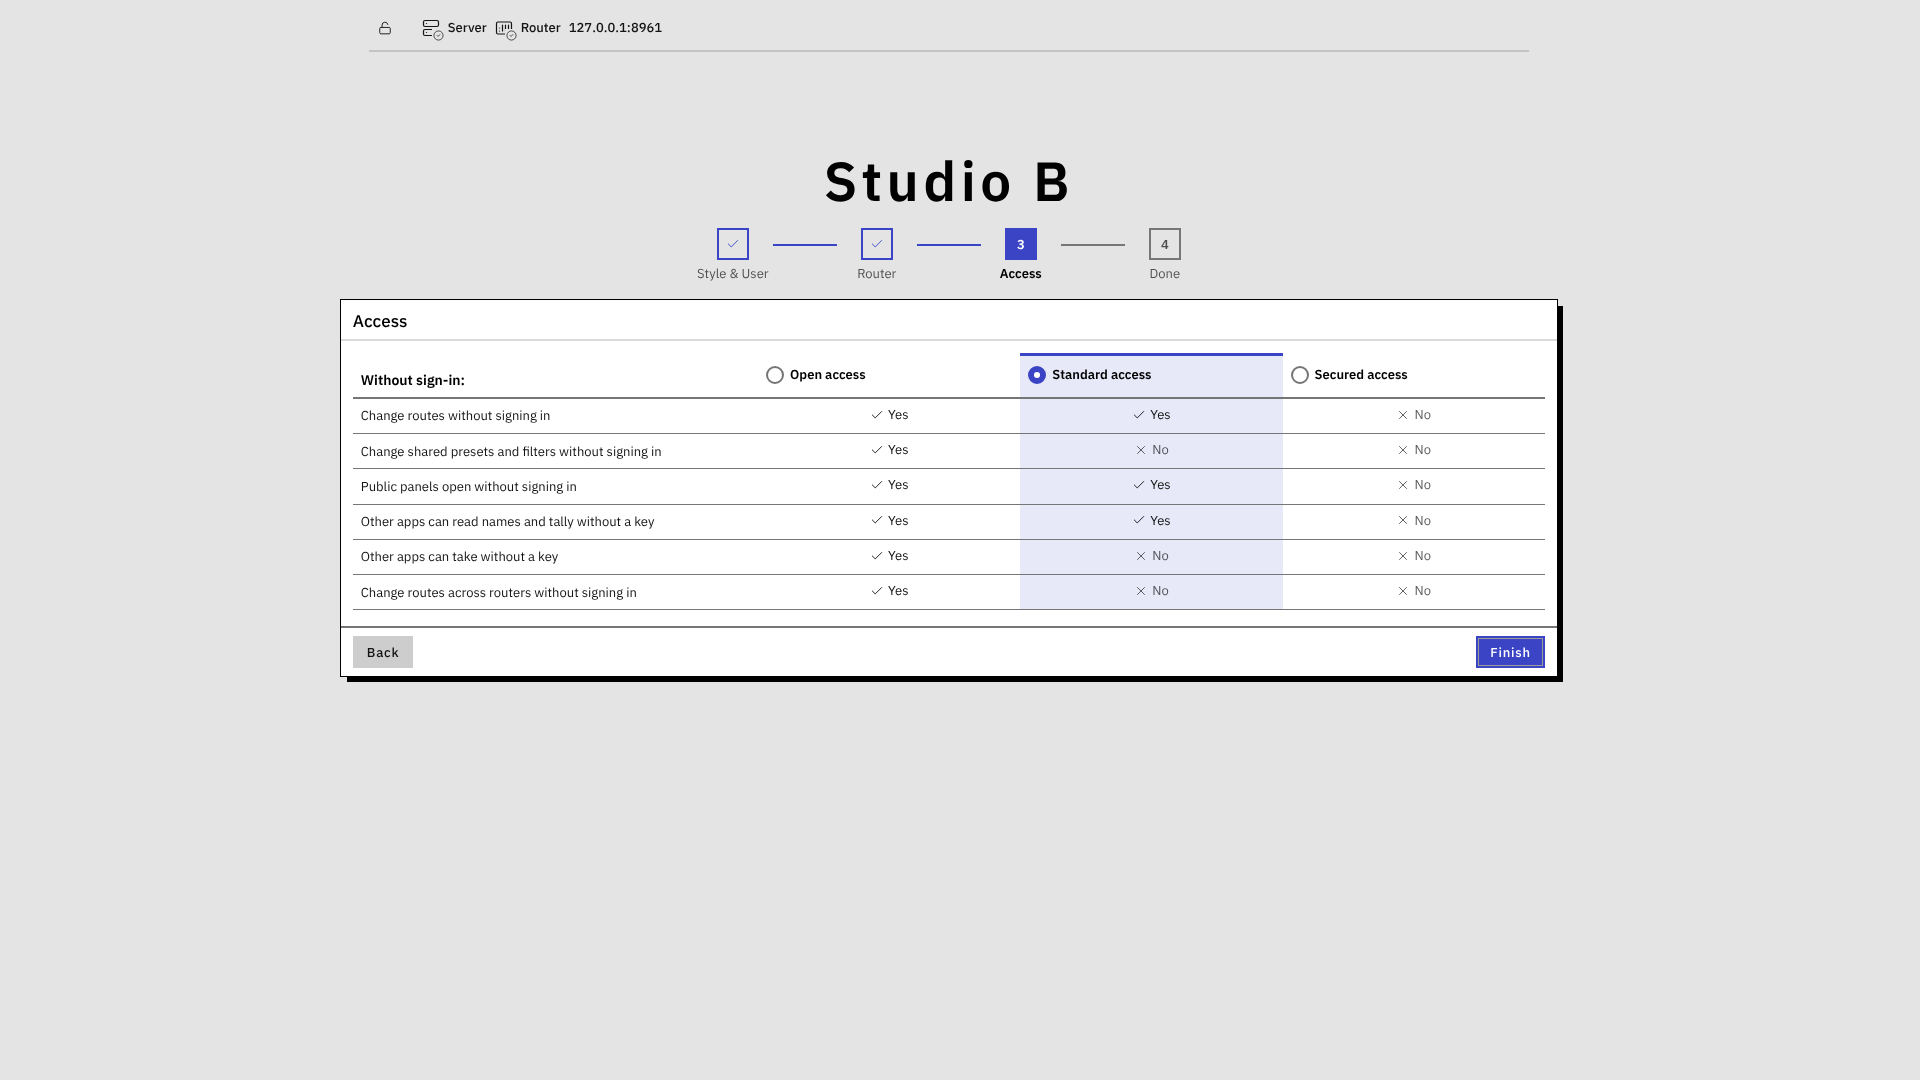 Server Router 127.0.0.1:8961
Studio B
3 4
Style & User Router Access Done
Access
Without sign-in: Open access Standard access Secured access
Change routes without signing in Yes Yes No
Change shared presets and filters without signing in Yes No No
Public panels open without signing in Yes Yes No
Other apps can read names and tally without a key Yes Yes No
Other apps can take without a key Yes No No
Change routes across routers without signing in Yes No No
Back Finish